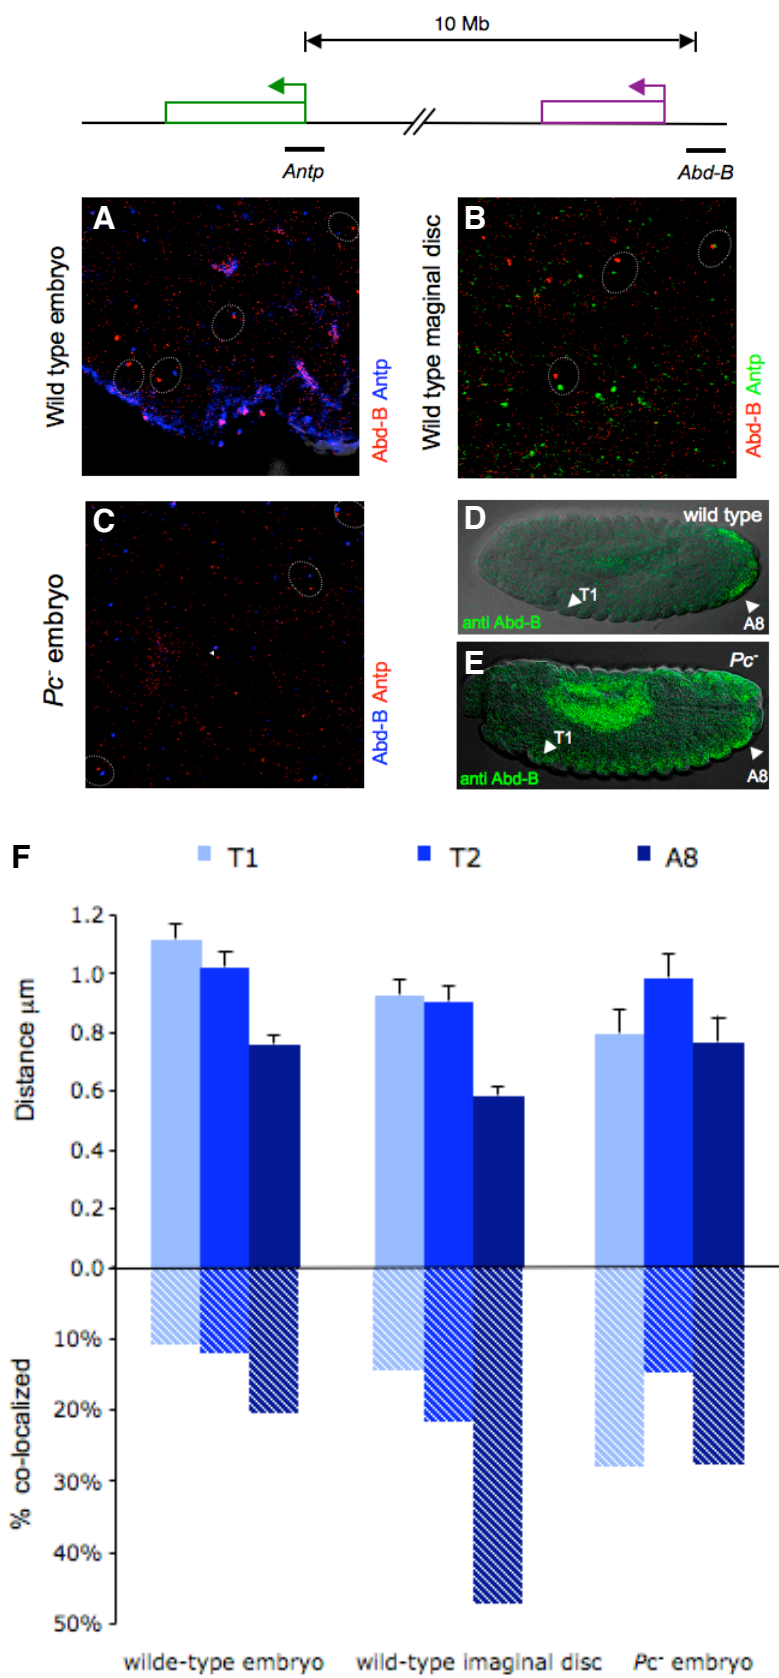 10 Mb
Antp
Abd-B
A
Wild type embryo
Abd-B Antp
B
Wild type maginal disc
Abd-B Antp
C
Pc- embryo
Abd-B Antp
D
wild type
T1
anti Abd-B
A8
E
Pc-
T1
anti Abd-B
A8
F
T1
T2
A8
Distance µm
1.2
1.0
0.8
0.6
0.4
0.2
0.0
% co-localized
10%
20%
30%
40%
50%
wilde-type embryo
wild-type imaginal disc
Pc- embryo